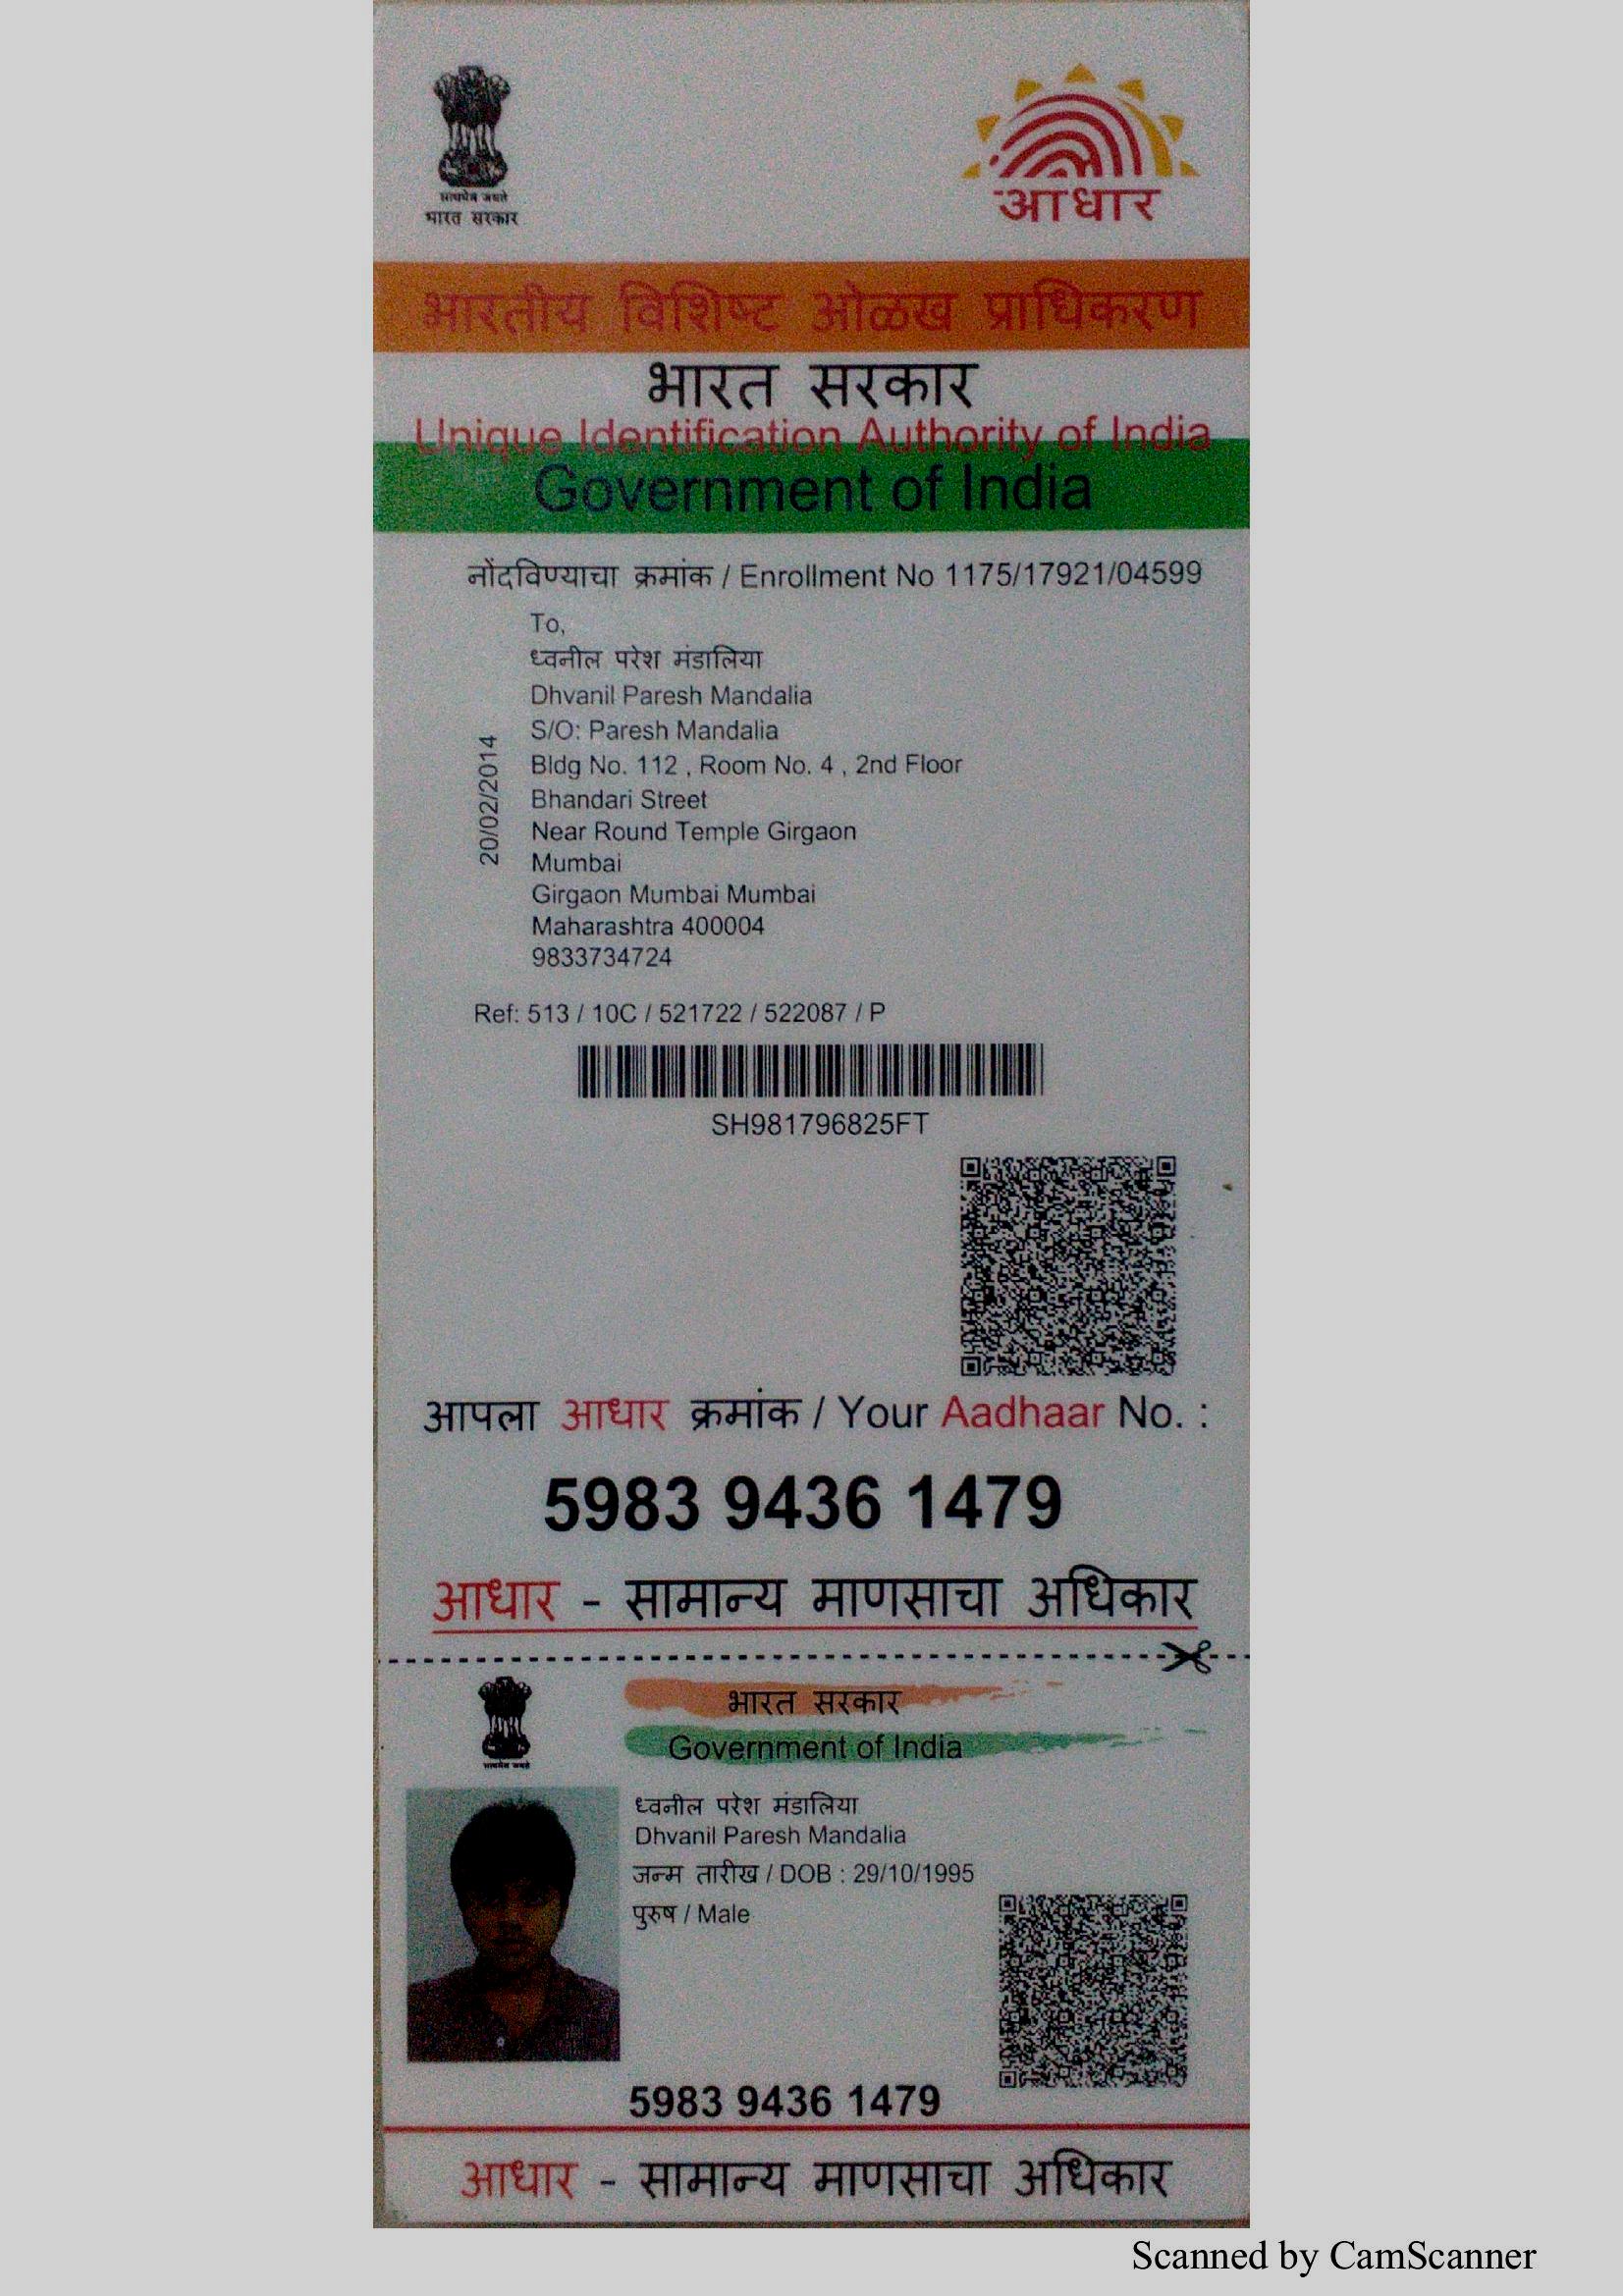 सत्यमेव जयते
भारत सरकार
आधार
भारतीय विशिष्ट ओळख प्राधिकरण
भारत सरकार
Unique Identification Authority of India
Government of India
नोंदविण्याचा क्रमांक / Enrollment No 1175/17921/04599
To,
ध्वनील परेश मंडालिया
Dhvanil Paresh Mandalia
S/O: Paresh Mandalia
Bldg No. 112 , Room No. 4 , 2nd Floor
Bhandari Street
Near Round Temple Girgaon
Mumbai
Girgaon Mumbai Mumbai
Maharashtra 400004
9833734724
20/02/2014
Ref: 513 / 10C / 521722 / 522087 / P
SH981796825FT
आपला आधार क्रमांक / Your Aadhaar No. :
5983 9436 1479
आधार - सामान्य माणसाचा अधिकार
सत्यमेव जयते
भारत सरकार
Government of India
ध्वनील परेश मंडालिया
Dhvanil Paresh Mandalia
जन्म तारीख / DOB : 29/10/1995
पुरुष / Male
5983 9436 1479
आधार - सामान्य माणसाचा अधिकार
Scanned by CamScanner